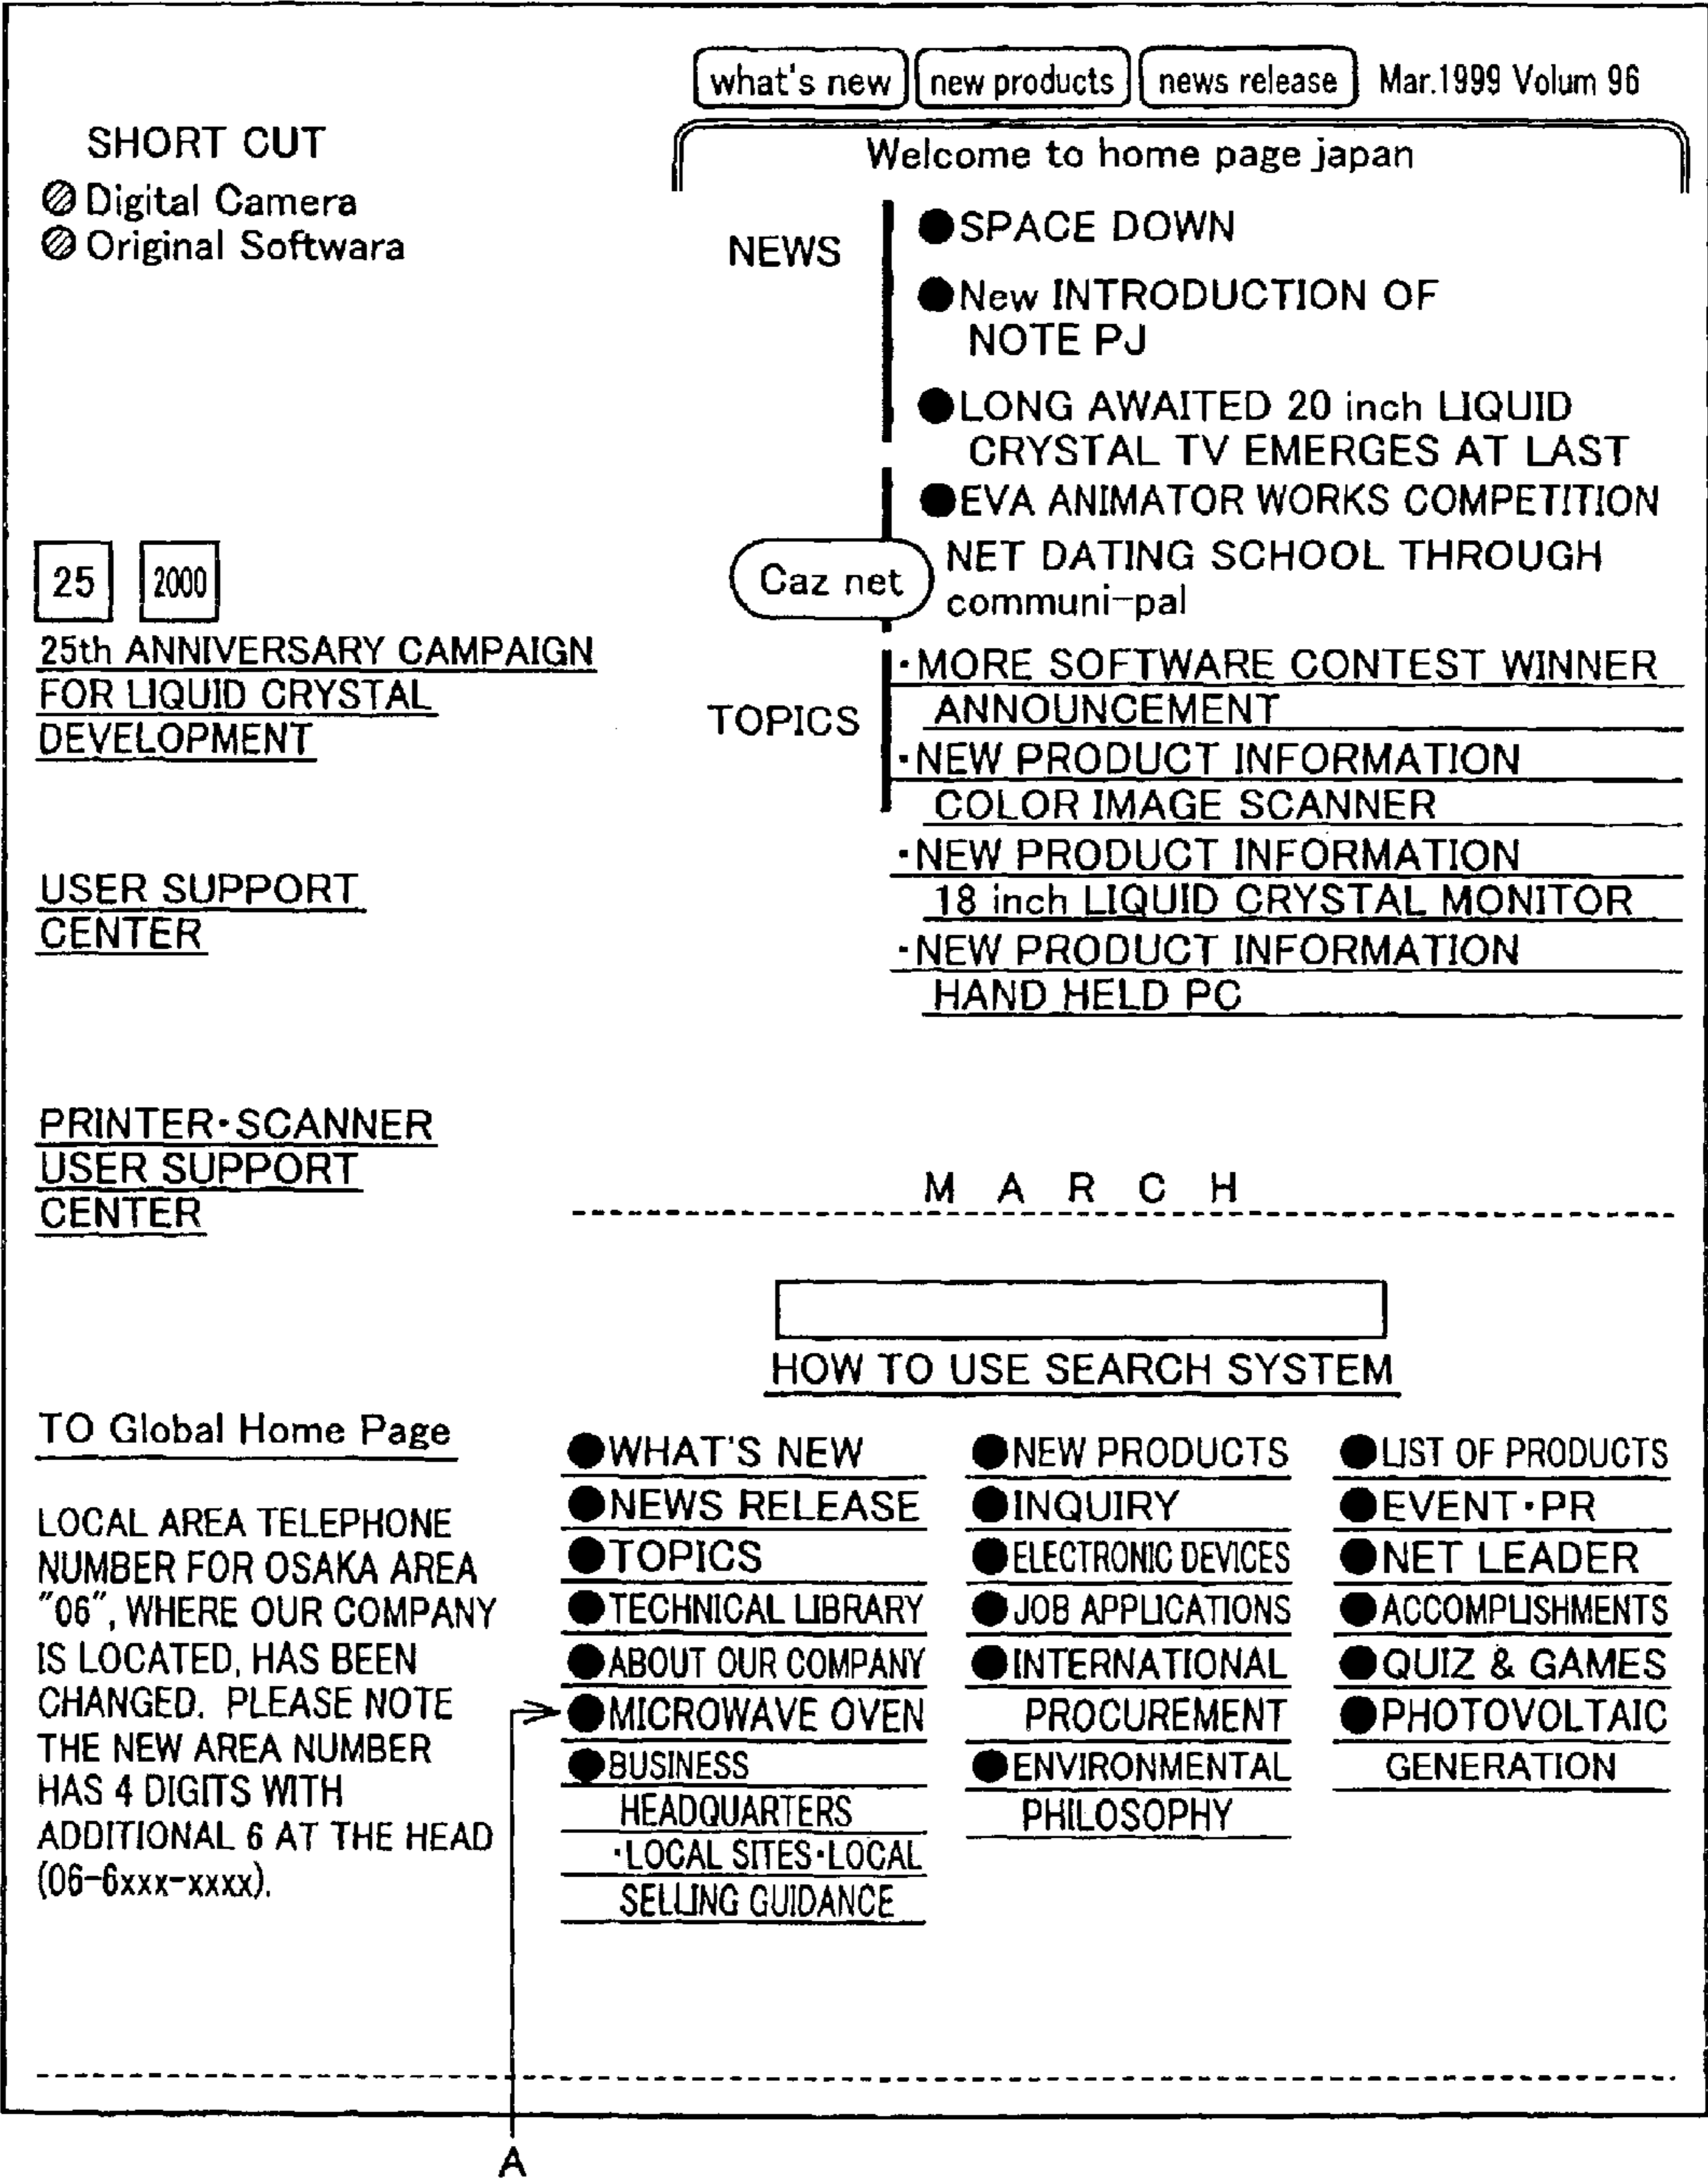 what's new new products news release Mar.1999 Volum 96
SHORT CUT
Digital Camera
Original Softwara
Welcome to home page japan
NEWS
●SPACE DOWN
●New INTRODUCTION OF
NOTE PJ
●LONG AWAITED 20 inch LIQUID
CRYSTAL TV EMERGES AT LAST
●EVA ANIMATOR WORKS COMPETITION
Caz net
NET DATING SCHOOL THROUGH
communi-pal
25 2000
25th ANNIVERSARY CAMPAIGN
FOR LIQUID CRYSTAL
DEVELOPMENT
TOPICS
・MORE SOFTWARE CONTEST WINNER
ANNOUNCEMENT
・NEW PRODUCT INFORMATION
COLOR IMAGE SCANNER
・NEW PRODUCT INFORMATION
18 inch LIQUID CRYSTAL MONITOR
・NEW PRODUCT INFORMATION
HAND HELD PC
USER SUPPORT
CENTER
PRINTER・SCANNER
USER SUPPORT
CENTER
M A R C H
HOW TO USE SEARCH SYSTEM
TO Global Home Page
LOCAL AREA TELEPHONE
NUMBER FOR OSAKA AREA
"06", WHERE OUR COMPANY
IS LOCATED, HAS BEEN
CHANGED. PLEASE NOTE
THE NEW AREA NUMBER
HAS 4 DIGITS WITH
ADDITIONAL 6 AT THE HEAD
(06-6xxx-xxxx).
●WHAT'S NEW
●NEWS RELEASE
●TOPICS
●TECHNICAL LIBRARY
●ABOUT OUR COMPANY
●MICROWAVE OVEN
●BUSINESS
HEADQUARTERS
・LOCAL SITES・LOCAL
SELLING GUIDANCE
●NEW PRODUCTS
●INQUIRY
●ELECTRONIC DEVICES
●JOB APPLICATIONS
●INTERNATIONAL
PROCUREMENT
●ENVIRONMENTAL
PHILOSOPHY
●LIST OF PRODUCTS
●EVENT・PR
●NET LEADER
●ACCOMPLISHMENTS
●QUIZ & GAMES
●PHOTOVOLTAIC
GENERATION
A